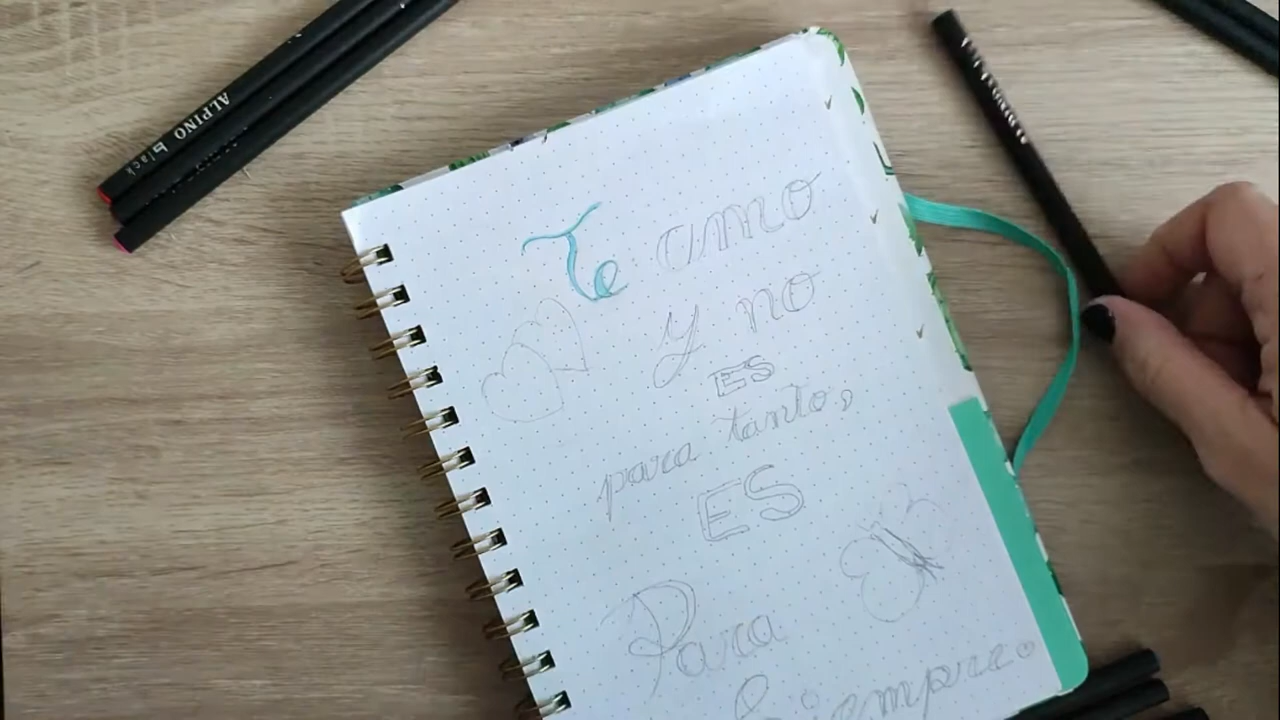 ALPINO black
Te amo
y no
ES
para tanto,
ES
Para
Siempre.